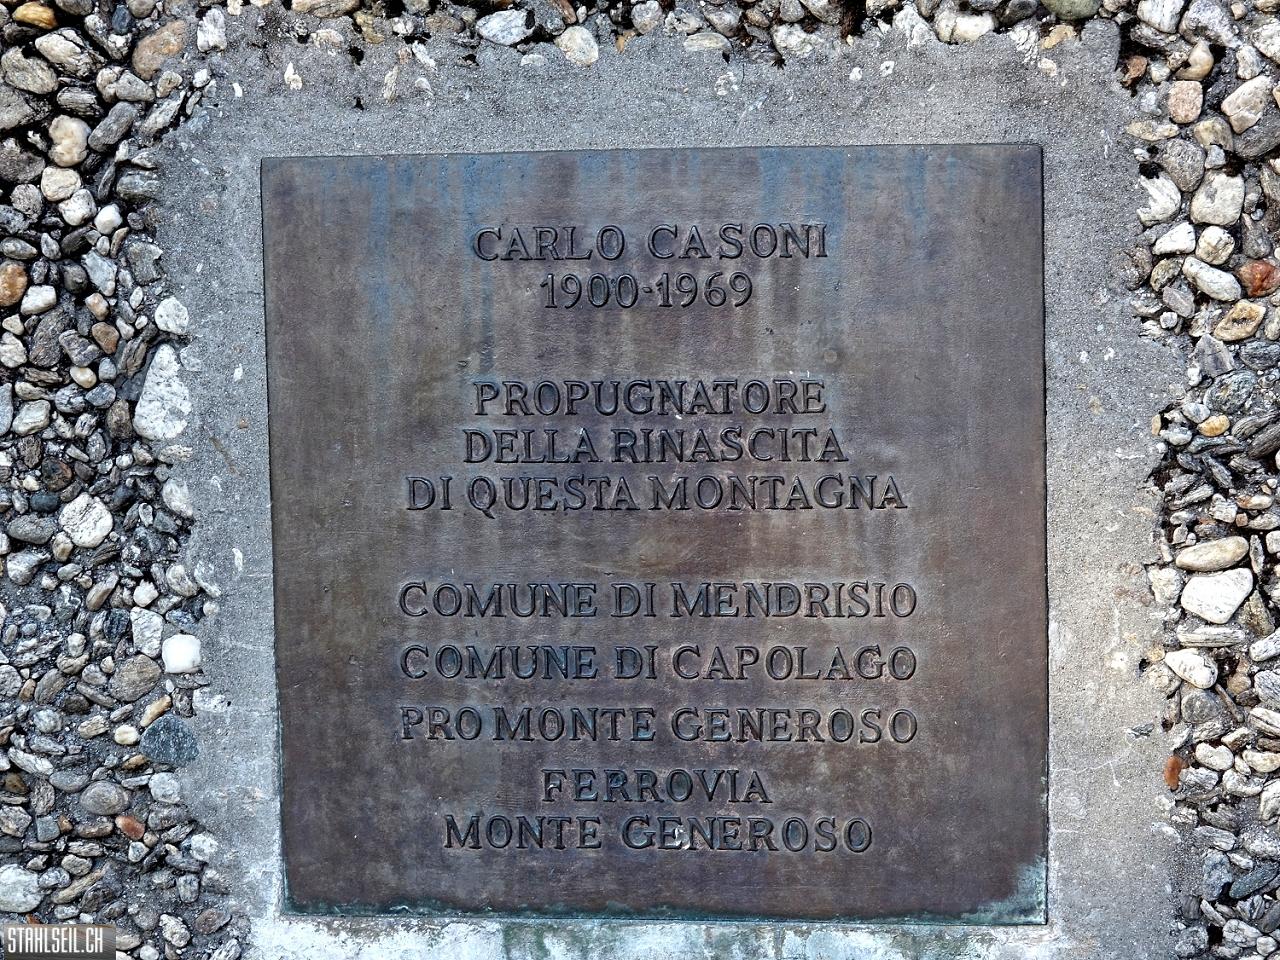 CARLO CASONI
1900-1969
PROPUGNATORE
DELLA RINASCITA
DI QUESTA MONTAGNA
COMUNE DI MENDRISIO
COMUNE DI CAPOLAGO
PRO MONTE GENEROSO
FERROVIA
MONTE GENEROSO
STAHLSEIL.CH